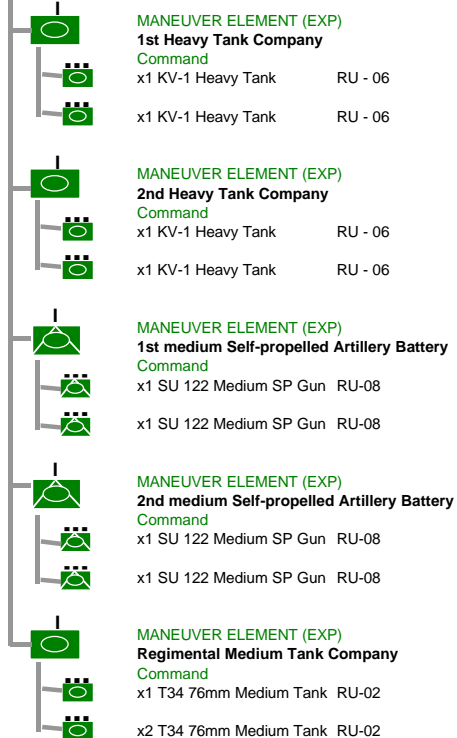 MANEUVER ELEMENT (EXP)
1st Heavy Tank Company
Command
x1 KV-1 Heavy Tank RU - 06
x1 KV-1 Heavy Tank RU - 06
MANEUVER ELEMENT (EXP)
2nd Heavy Tank Company
Command
x1 KV-1 Heavy Tank RU - 06
x1 KV-1 Heavy Tank RU - 06
MANEUVER ELEMENT (EXP)
1st medium Self-propelled Artillery Battery
Command
x1 SU 122 Medium SP Gun RU-08
x1 SU 122 Medium SP Gun RU-08
MANEUVER ELEMENT (EXP)
2nd medium Self-propelled Artillery Battery
Command
x1 SU 122 Medium SP Gun RU-08
x1 SU 122 Medium SP Gun RU-08
MANEUVER ELEMENT (EXP)
Regimental Medium Tank Company
Command
x1 T34 76mm Medium Tank RU-02
x2 T34 76mm Medium Tank RU-02